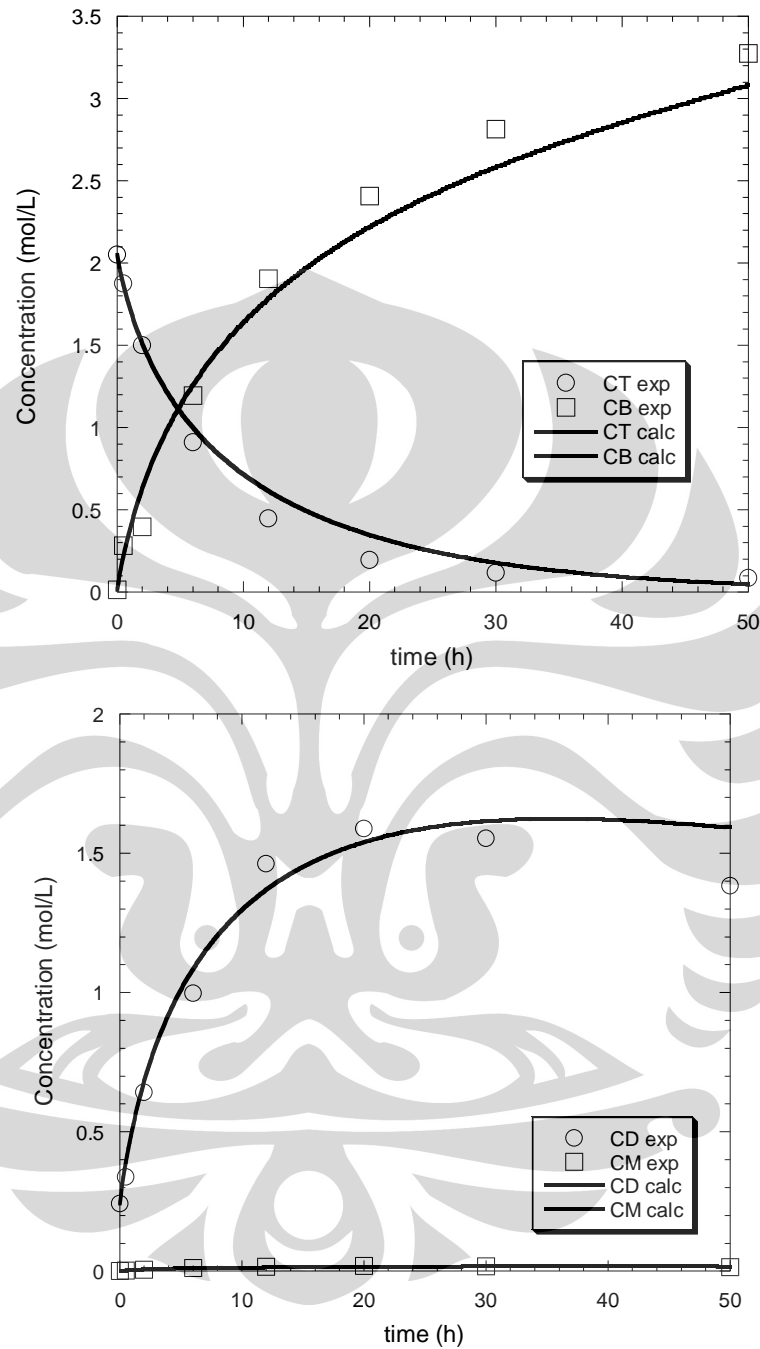 3.5
3
2.5
2
1.5
1
0.5
0
Concentration (mol/L)
CT exp
CB exp
CT calc
CB calc
0 10 20 30 40 50
time (h)
2
1.5
1
0.5
0
Concentration (mol/L)
CD exp
CM exp
CD calc
CM calc
0 10 20 30 40 50
time (h)